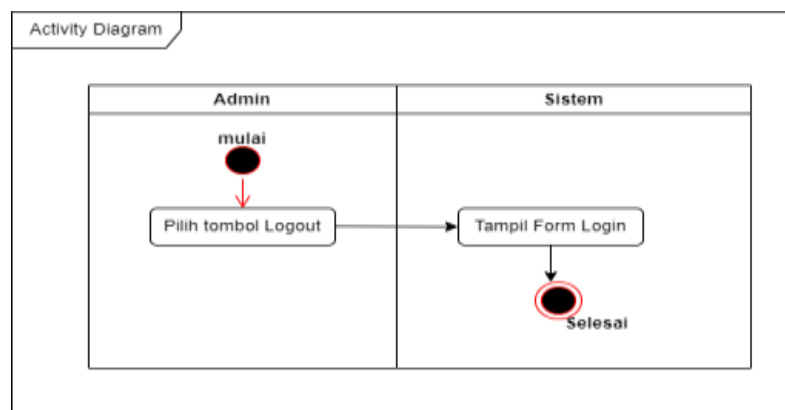 Activity Diagram
Admin
Sistem
mulai
Pilih tombol Logout
Tampil Form Login
Selesai